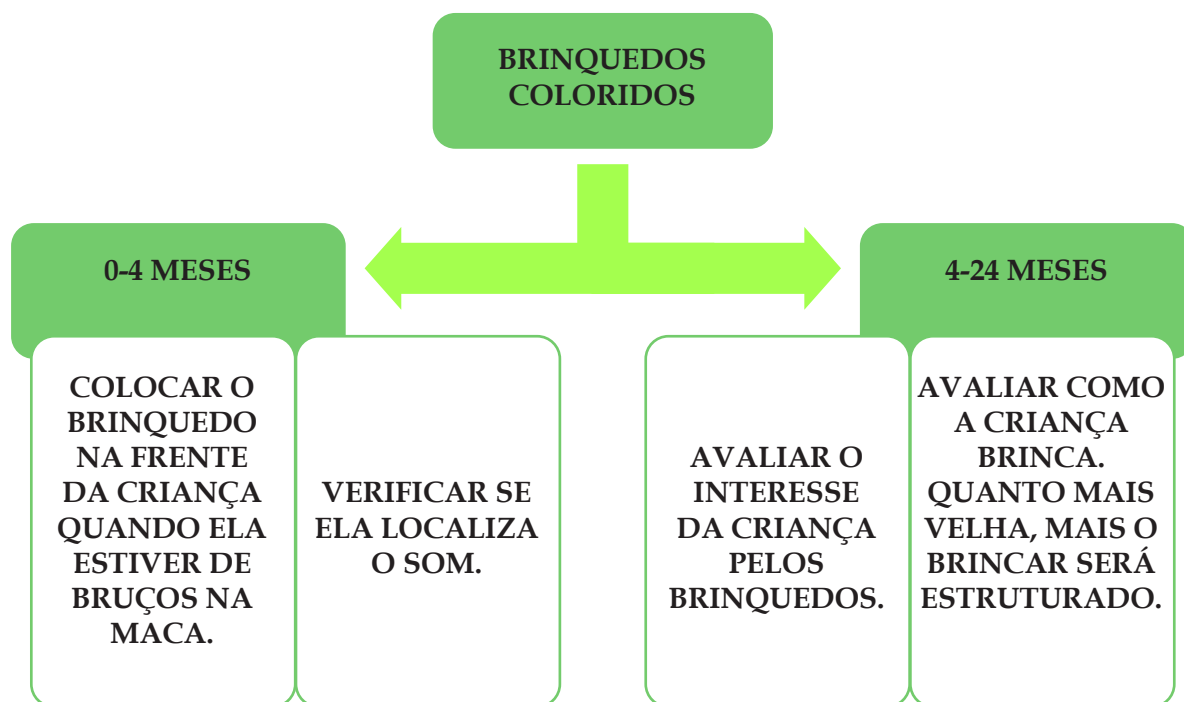 BRINQUEDOS
COLORIDOS
0-4 MESES
COLOCAR O
BRINQUEDO
NA FRENTE
DA CRIANÇA
QUANDO ELA
ESTIVER DE
BRUÇOS NA
MACA.
VERIFICAR SE
ELA LOCALIZA
O SOM.
4-24 MESES
AVALIAR O
INTERESSE
DA CRIANÇA
PELOS
BRINQUEDOS.
AVALIAR COMO
A CRIANÇA
BRINCA.
QUANTO MAIS
VELHA, MAIS O
BRINCAR SERÁ
ESTRUTURADO.